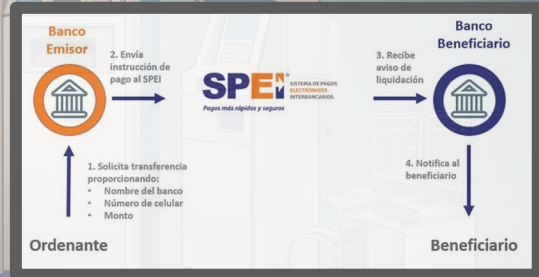 Banco
Emisor
2. Envía
instrucción de
pago al SPEI
SPEI®
SISTEMA DE PAGOS
ELECTRÓNICOS
INTERBANCARIOS
Pagos más rápidos y seguros
3. Recibe
aviso de
liquidación
Banco
Beneficiario
1. Solicita transferencia
proporcionando:
• Nombre del banco
• Número de celular
• Monto
4. Notifica al
beneficiario
Ordenante
Beneficiario